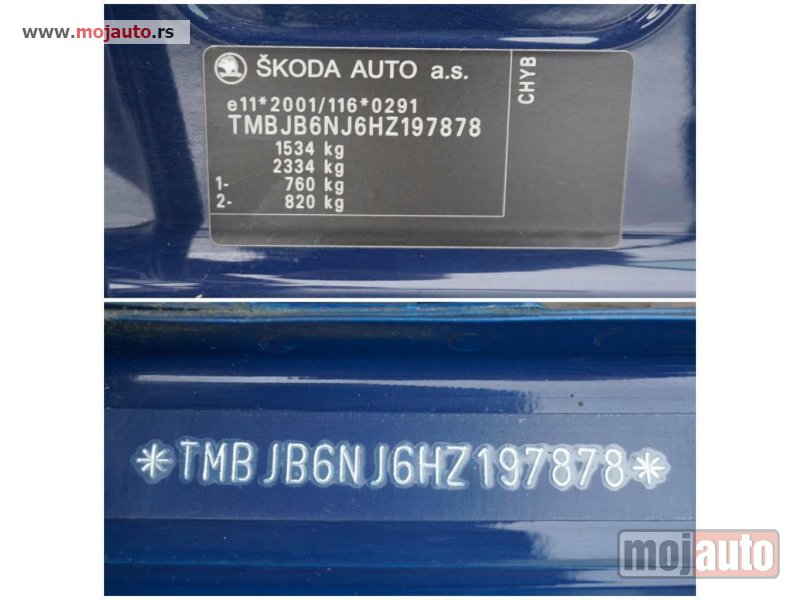 www.mojauto.rs
ŠKODA AUTO a.s.
CHYB
e11*2001/116*0291
TMBJB6NJ6HZ197878
1534 kg
2334 kg
1- 760 kg
2- 820 kg
*TMBJB6NJ6HZ197878*
mojauto